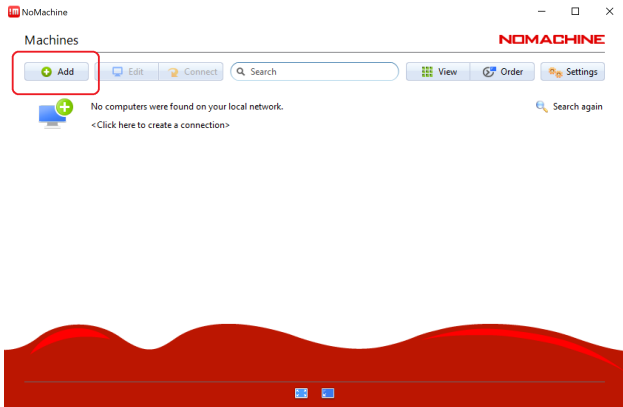 !m NoMachine
Machines
NOMACHINE
Add Edit Connect Search View Order Settings
No computers were found on your local network. Search again
<Click here to create a connection>